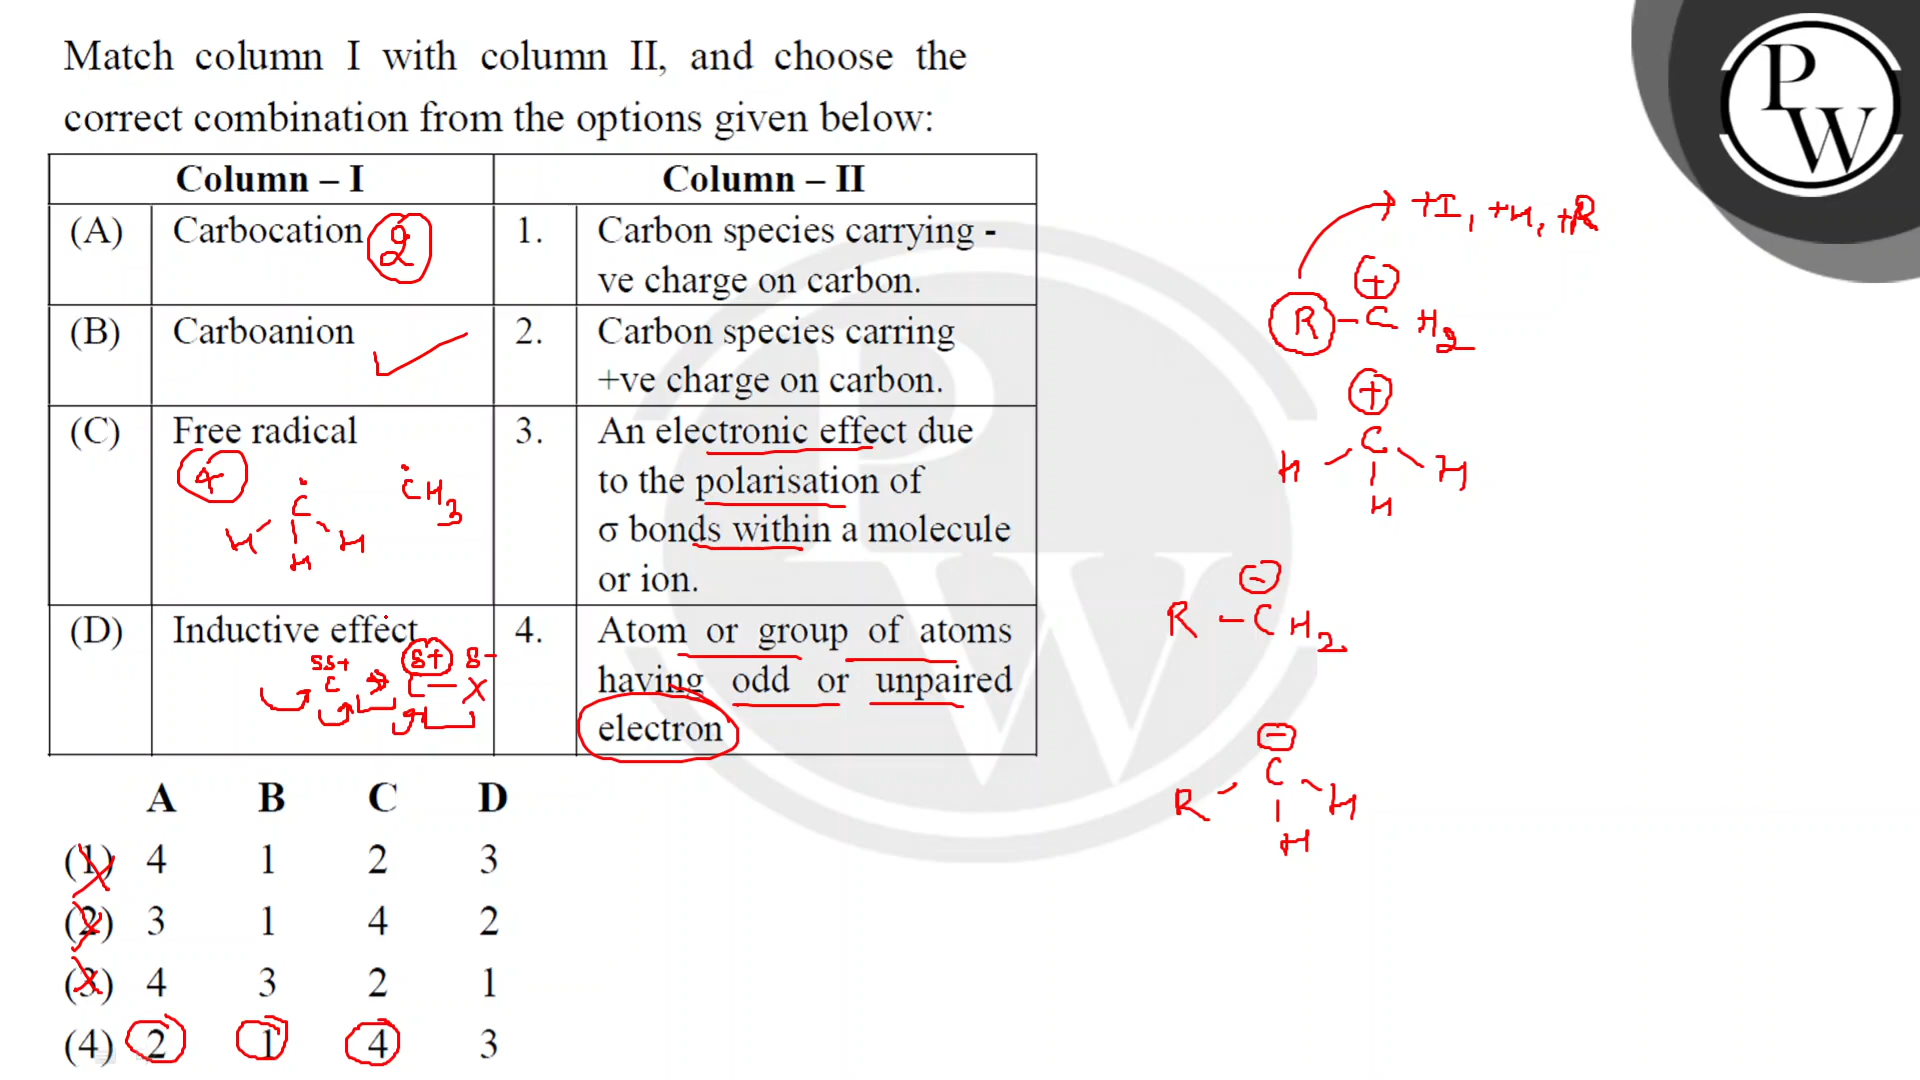 Match column I with column II, and choose the
correct combination from the options given below:
Column – I Column – II
(A) Carbocation 2 1. Carbon species carrying -
ve charge on carbon.
(B) Carboanion 2. Carbon species carring
+ve charge on carbon.
(C) Free radical 3. An electronic effect due
to the polarisation of
σ bonds within a molecule
or ion.
4
C
H H
H
CH3
(D) Inductive effect 4. Atom or group of atoms
having odd or unpaired
electron
δδ+ δ+ δ-
C C – X
A B C D
(1) 4 1 2 3
(2) 3 1 4 2
(3) 4 3 2 1
(4) 2 1 4 3
+I, +H, +R
+
R – C H2
+
C
H H
H
–
R – C H2
–
C
R H
H
P
W
PW